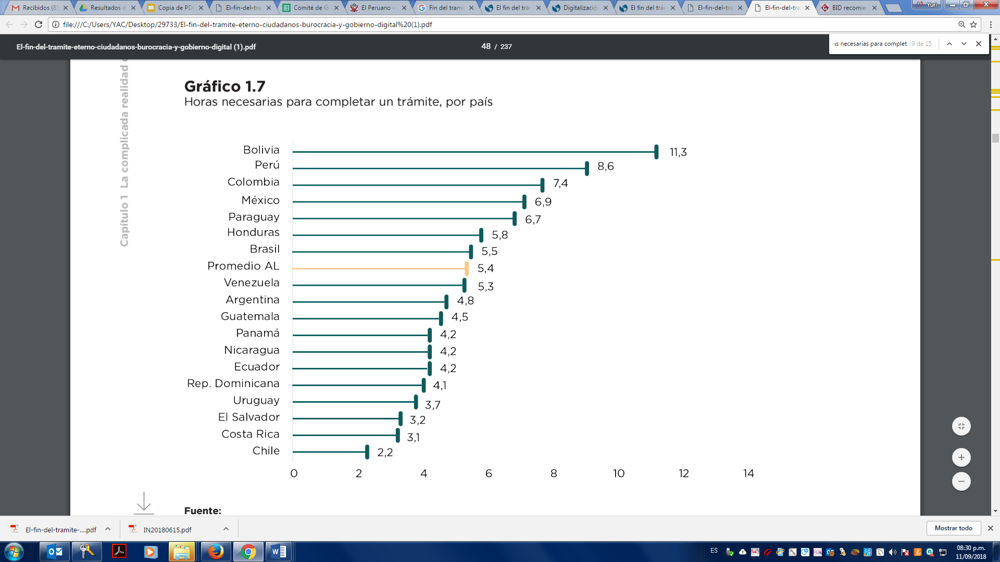 Recibidos (8
Resultados d
Copia de PD
El-fin-del-tra
Comité de G
El Peruano -
Fin del tramit
El fin del trán
Digitalización
El fin del trán
El-fin-del-tra
El-fin-del-tra
BID recomie
Yuri
file:///C:/Users/YAC/Desktop/29733/El-fin-del-tramite-eterno-ciudadanos-burocracia-y-gobierno-digital%20(1).pdf
El-fin-del-tramite-eterno-ciudadanos-burocracia-y-gobierno-digital (1).pdf
48 / 237
s necesarias para complet 9 de 15
Capítulo 1 La complicada realidad
Gráfico 1.7
Horas necesarias para completar un trámite, por país
Bolivia 11,3
Perú 8,6
Colombia 7,4
México 6,9
Paraguay 6,7
Honduras 5,8
Brasil 5,5
Promedio AL 5,4
Venezuela 5,3
Argentina 4,8
Guatemala 4,5
Panamá 4,2
Nicaragua 4,2
Ecuador 4,2
Rep. Dominicana 4,1
Uruguay 3,7
El Salvador 3,2
Costa Rica 3,1
Chile 2,2
0 2 4 6 8 10 12 14
Fuente:
El-fin-del-tramite-....pdf
IN20180615.pdf
Mostrar todo
ES
08:30 p.m.
11/09/2018